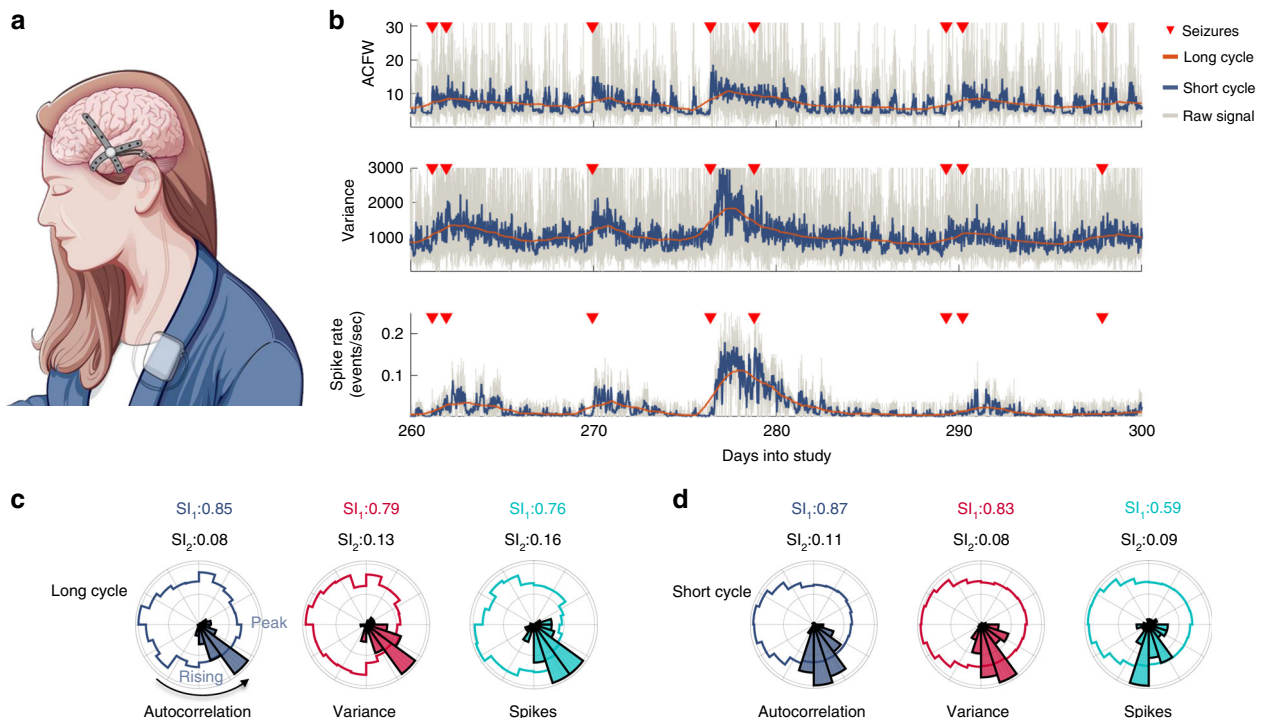 a
b
30
20
10
ACFW
Seizures
Long cycle
Short cycle
Raw signal
3000
2000
1000
Variance
0.2
0.1
Spike rate
(events/sec)
260
270
280
290
300
Days into study
c
SI1:0.85
SI1:0.79
SI1:0.76
SI2:0.08
SI2:0.13
SI2:0.16
Long cycle
Peak
Rising
Autocorrelation
Variance
Spikes
d
SI1:0.87
SI1:0.83
SI1:0.59
SI2:0.11
SI2:0.08
SI2:0.09
Short cycle
Autocorrelation
Variance
Spikes